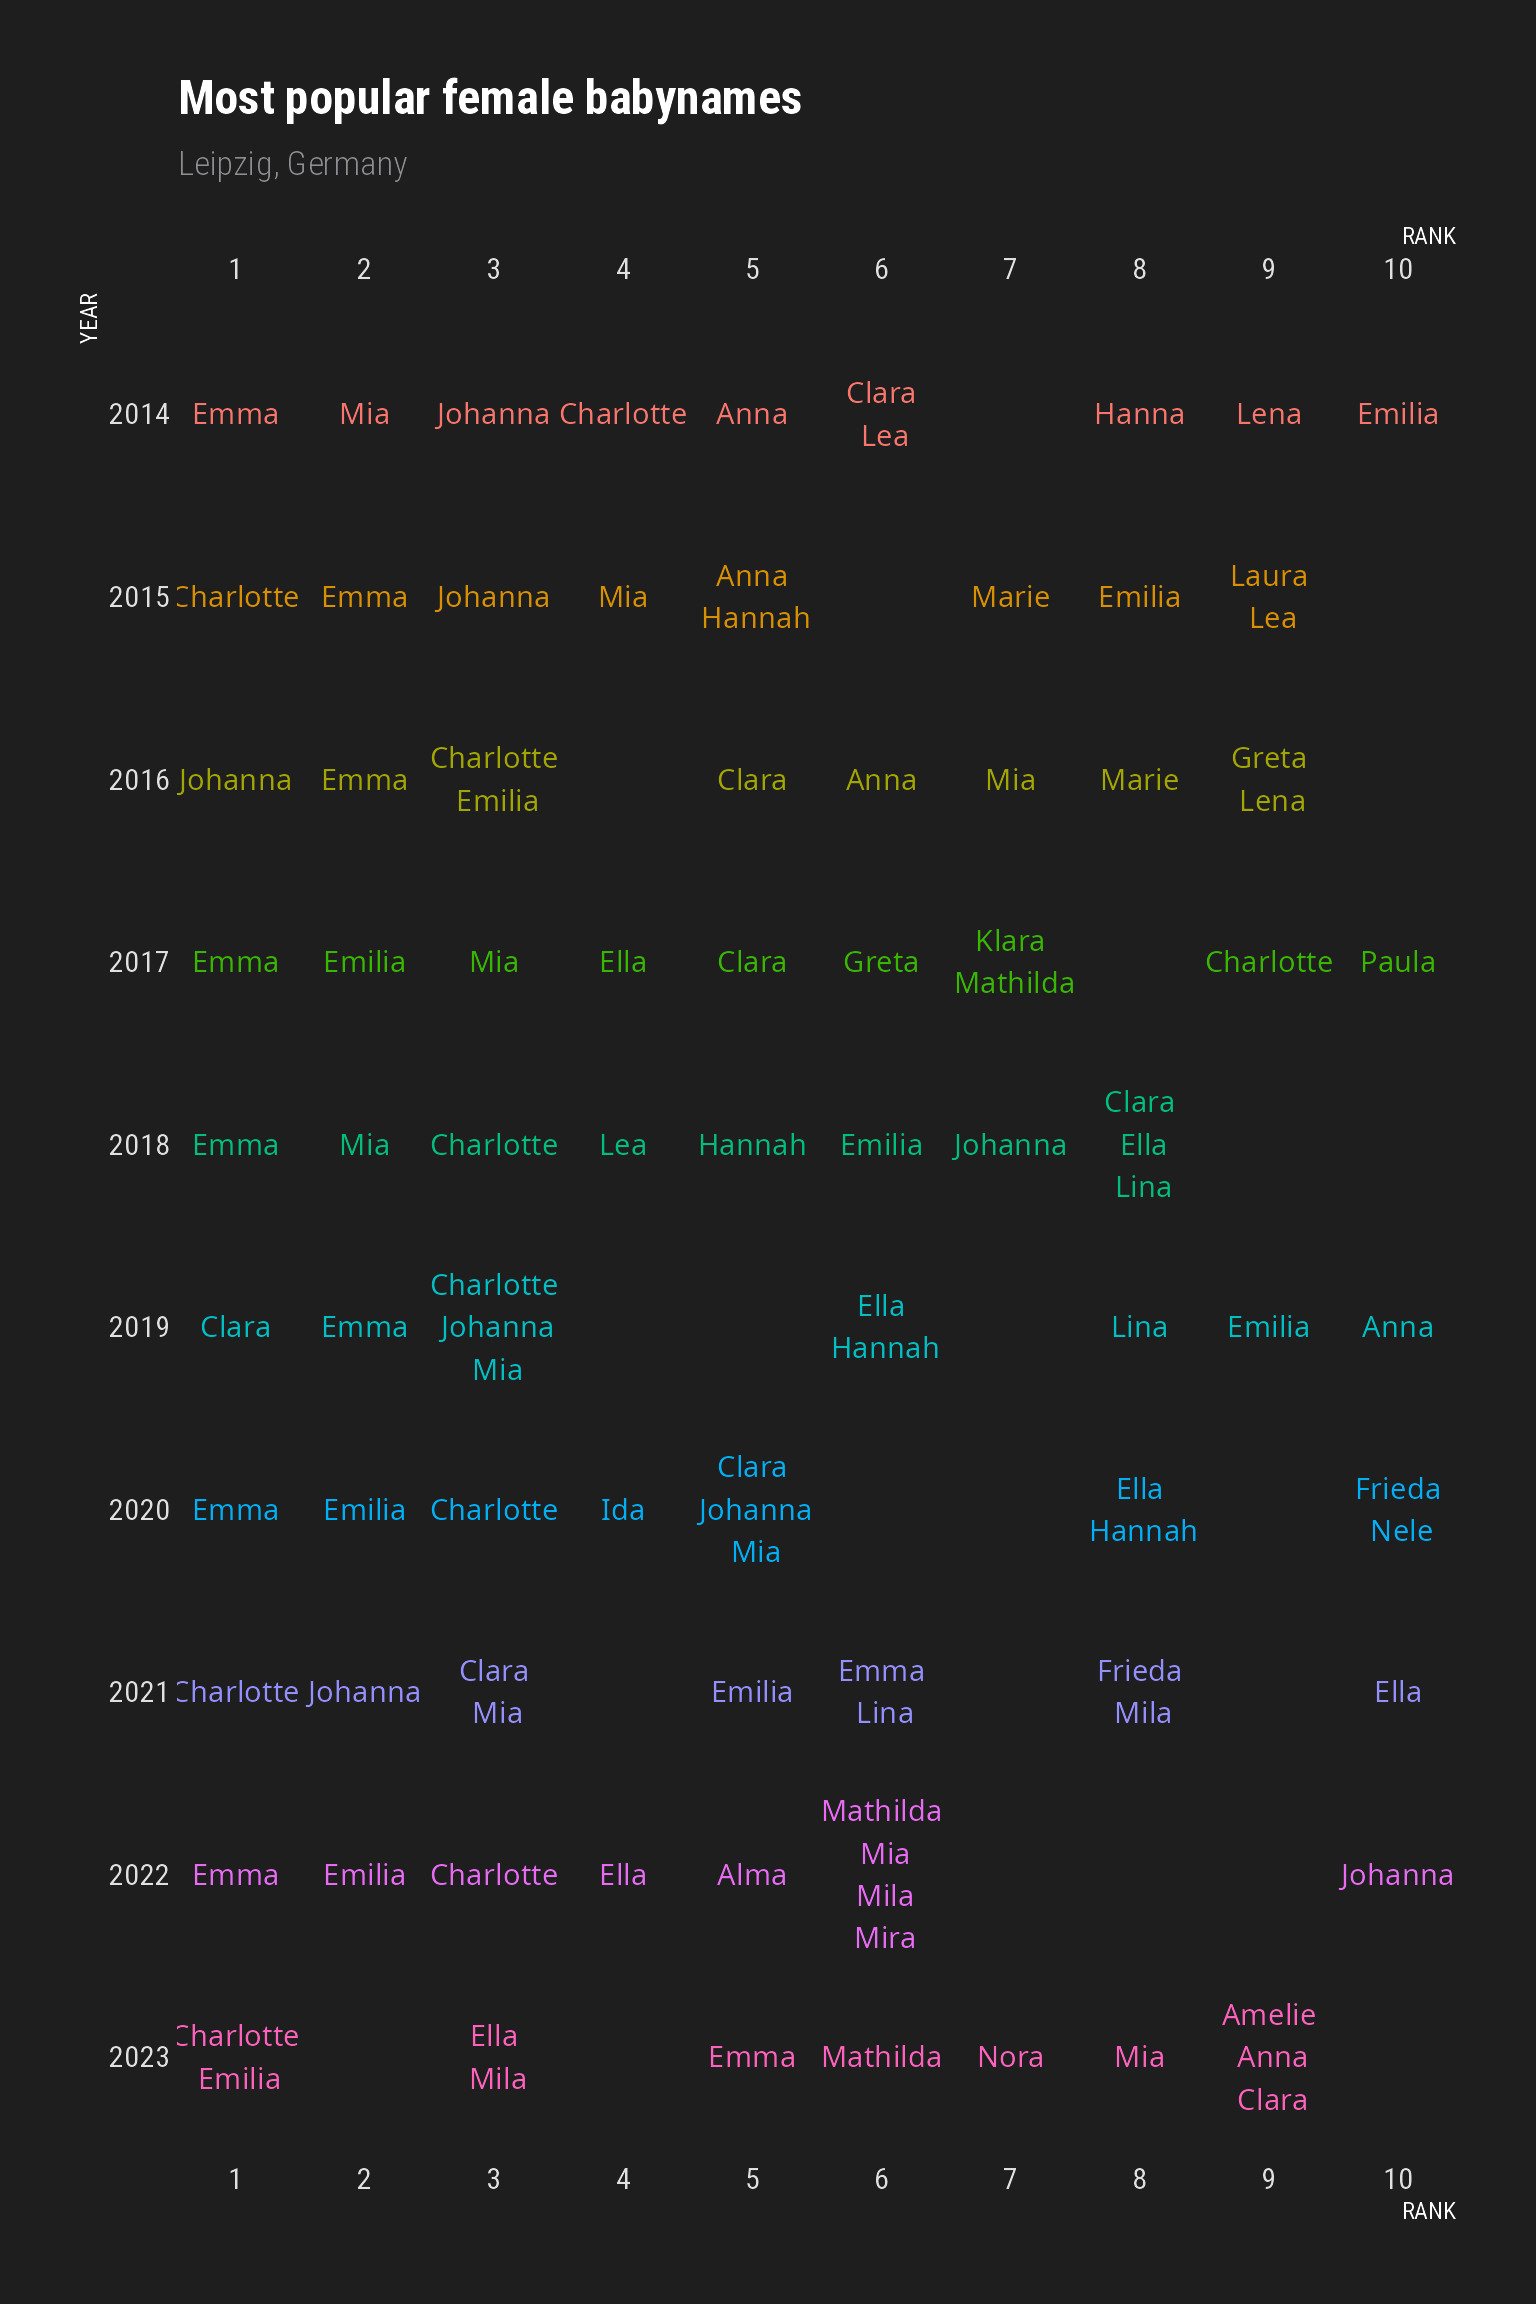 Most popular female babynames
Leipzig, Germany
RANK
1 2 3 4 5 6 7 8 9 10
YEAR
2014 Emma Mia Johanna Charlotte Anna Clara Lea Hanna Lena Emilia
2015 Charlotte Emma Johanna Mia Anna Hannah Marie Emilia Laura Lea
2016 Johanna Emma Charlotte Emilia Clara Anna Mia Marie Greta Lena
2017 Emma Emilia Mia Ella Clara Greta Klara Mathilda Charlotte Paula
2018 Emma Mia Charlotte Lea Hannah Emilia Johanna Clara Ella Lina
2019 Clara Emma Charlotte Johanna Mia Ella Hannah Lina Emilia Anna
2020 Emma Emilia Charlotte Ida Clara Johanna Mia Ella Hannah Frieda Nele
2021 Charlotte Johanna Clara Mia Emilia Emma Lina Frieda Mila Ella
2022 Emma Emilia Charlotte Ella Alma Mathilda Mia Mila Mira Johanna
2023 Charlotte Emilia Ella Mila Emma Mathilda Nora Mia Amelie Anna Clara
1 2 3 4 5 6 7 8 9 10
RANK